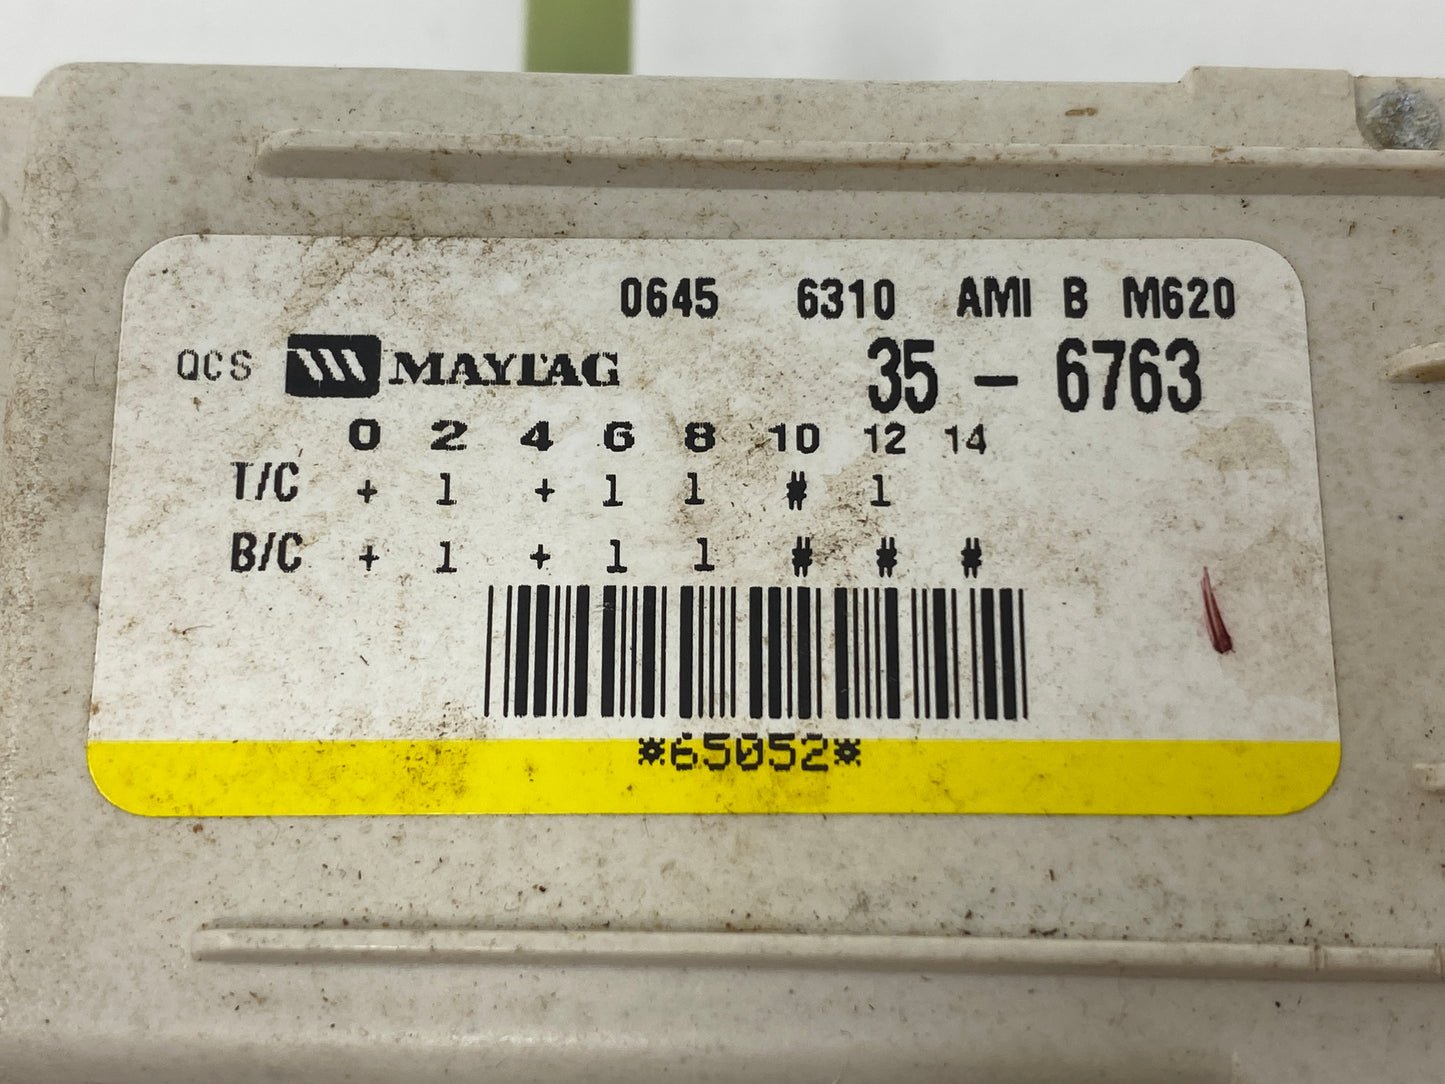 0645 6310 AMI B M620
QCS MAYTAG 35 - 6763
0 2 4 6 8 10 12 14
T/C + 1 + 1 1 # 1
B/C + 1 + 1 1 # # #
*65052*